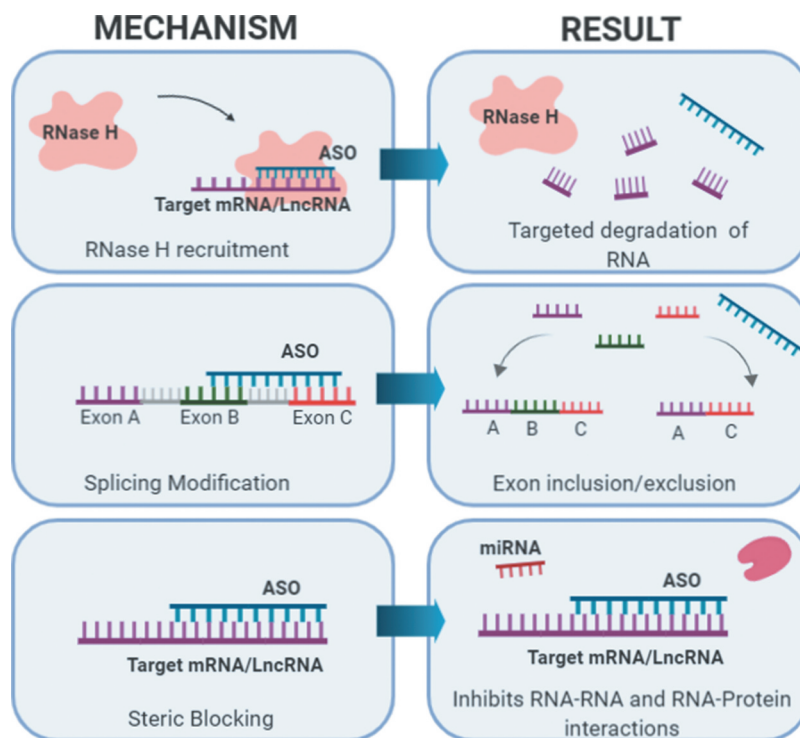 MECHANISM
RESULT
RNase H
ASO
Target mRNA/LncRNA
RNase H recruitment
RNase H
Targeted degradation of
RNA
ASO
Exon A Exon B Exon C
Splicing Modification
A B C
A C
Exon inclusion/exclusion
ASO
Target mRNA/LncRNA
Steric Blocking
miRNA
ASO
Target mRNA/LncRNA
Inhibits RNA-RNA and RNA-Protein
interactions